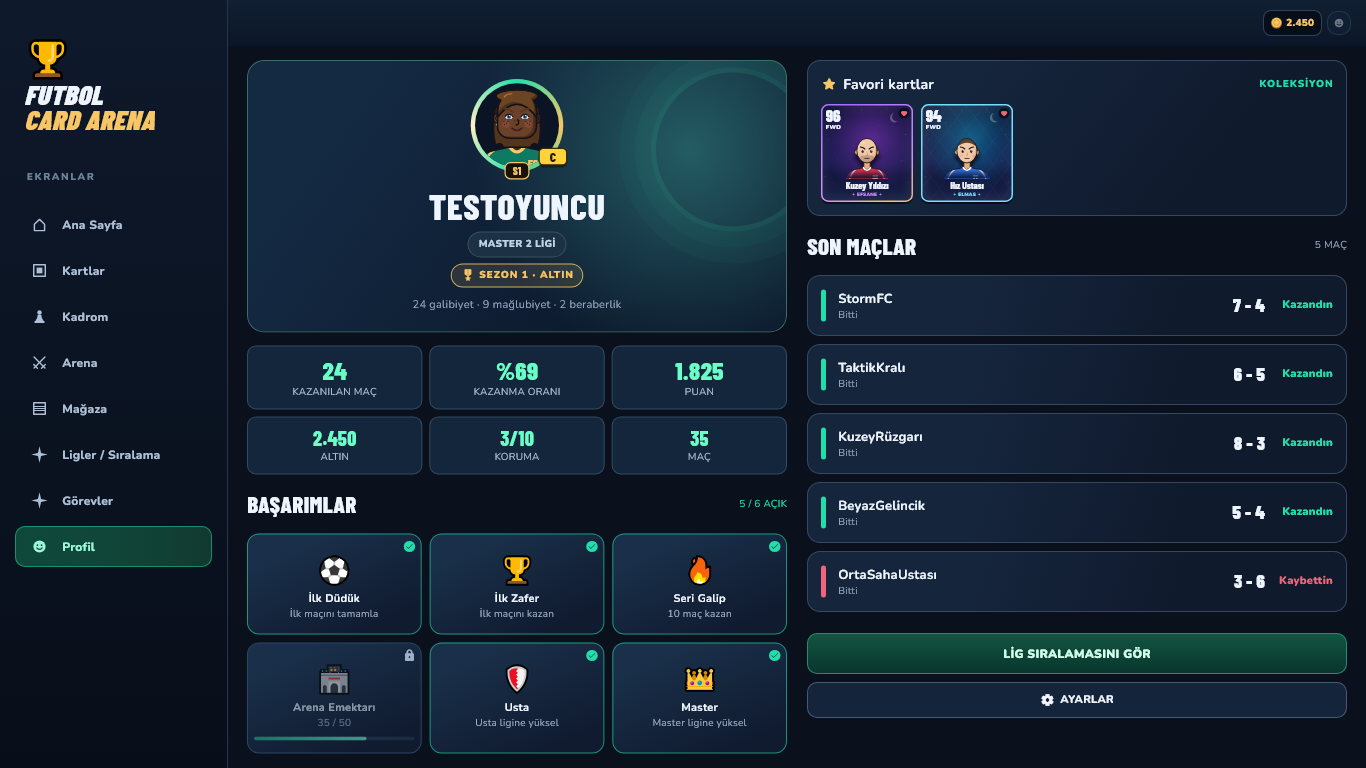 2.450
FUTBOL
CARD ARENA
EKRANLAR
Ana Sayfa
Kartlar
Kadrom
Arena
Mağaza
Ligler / Sıralama
Görevler
Profil
C
S1
TESTOYUNCU
MASTER 2 LİGİ
SEZON 1 · ALTIN
24 galibiyet · 9 mağlubiyet · 2 beraberlik
24
KAZANILAN MAÇ
%69
KAZANMA ORANI
1.825
PUAN
2.450
ALTIN
3/10
KORUMA
35
MAÇ
BAŞARIMLAR
5 / 6 AÇIK
İlk Düdük
İlk maçını tamamla
İlk Zafer
İlk maçını kazan
Seri Galip
10 maç kazan
Arena Emektarı
35 / 50
Usta
Usta ligine yüksel
Master
Master ligine yüksel
Favori kartlar
KOLEKSİYON
96
FWD
Kuzey Yıldızı
EFSANE
94
FWD
Hız Ustası
ELMAS
SON MAÇLAR
5 MAÇ
StormFC
Bitti
7 - 4
Kazandın
TaktikKralı
Bitti
6 - 5
Kazandın
KuzeyRüzgarı
Bitti
8 - 3
Kazandın
BeyazGelincik
Bitti
5 - 4
Kazandın
OrtaSahaUstası
Bitti
3 - 6
Kaybettin
LİG SIRALAMASINI GÖR
AYARLAR